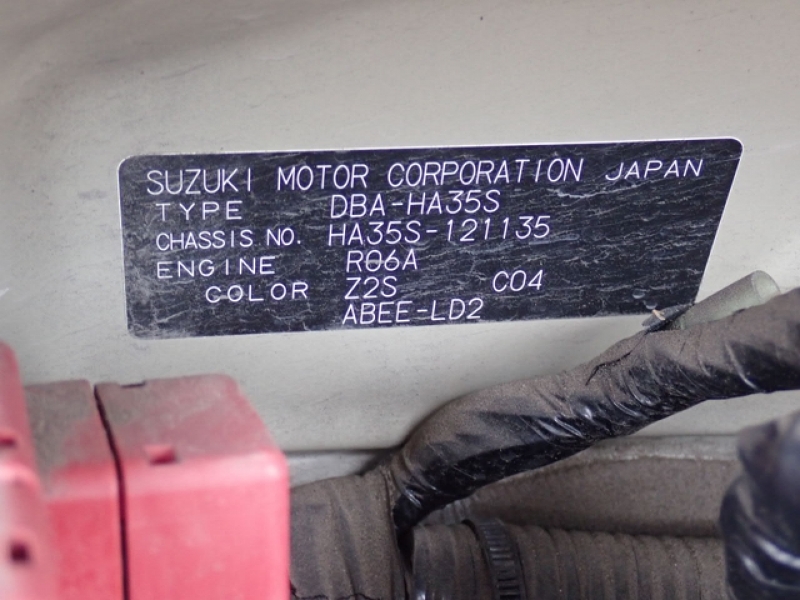 SUZUKI MOTOR CORPORATION JAPAN
TYPE DBA-HA35S
CHASSIS NO. HA35S-121135
ENGINE R06A
COLOR Z2S C04
ABEE-LD2